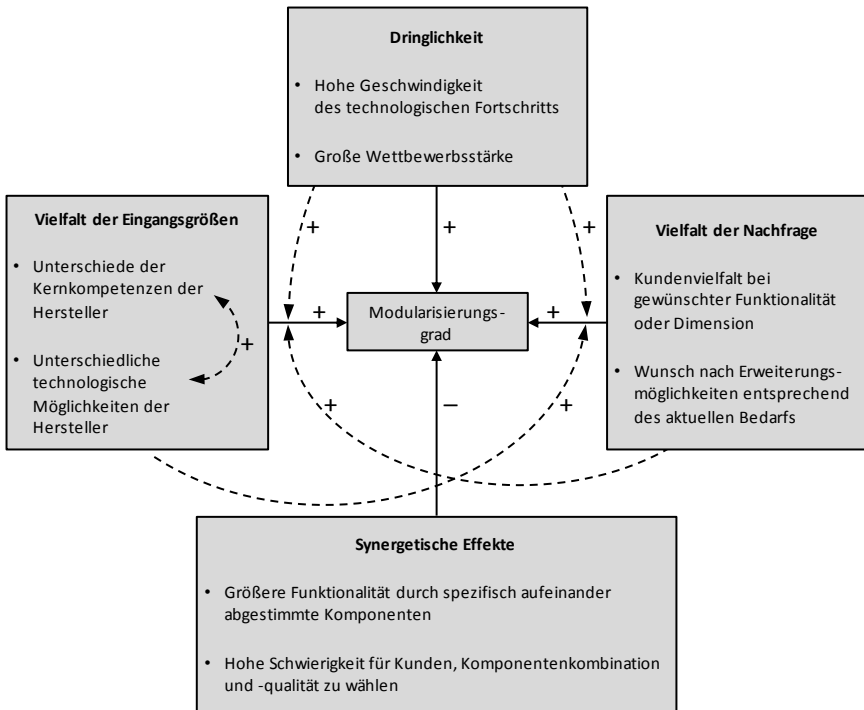 Dringlichkeit
• Hohe Geschwindigkeit
des technologischen Fortschritts
• Große Wettbewerbsstärke
Vielfalt der Eingangsgrößen
• Unterschiede der
Kernkompetenzen der
Hersteller
• Unterschiedliche
technologische
Möglichkeiten der
Hersteller
+
+
+
+
Vielfalt der Nachfrage
• Kundenvielfalt bei
gewünschter Funktionalität
oder Dimension
• Wunsch nach Erweiterungs-
möglichkeiten entsprechend
des aktuellen Bedarfs
+
Modularisierungs-
grad
+
+
–
+
Synergetische Effekte
• Größere Funktionalität durch spezifisch aufeinander
abgestimmte Komponenten
• Hohe Schwierigkeit für Kunden, Komponentenkombination
und -qualität zu wählen